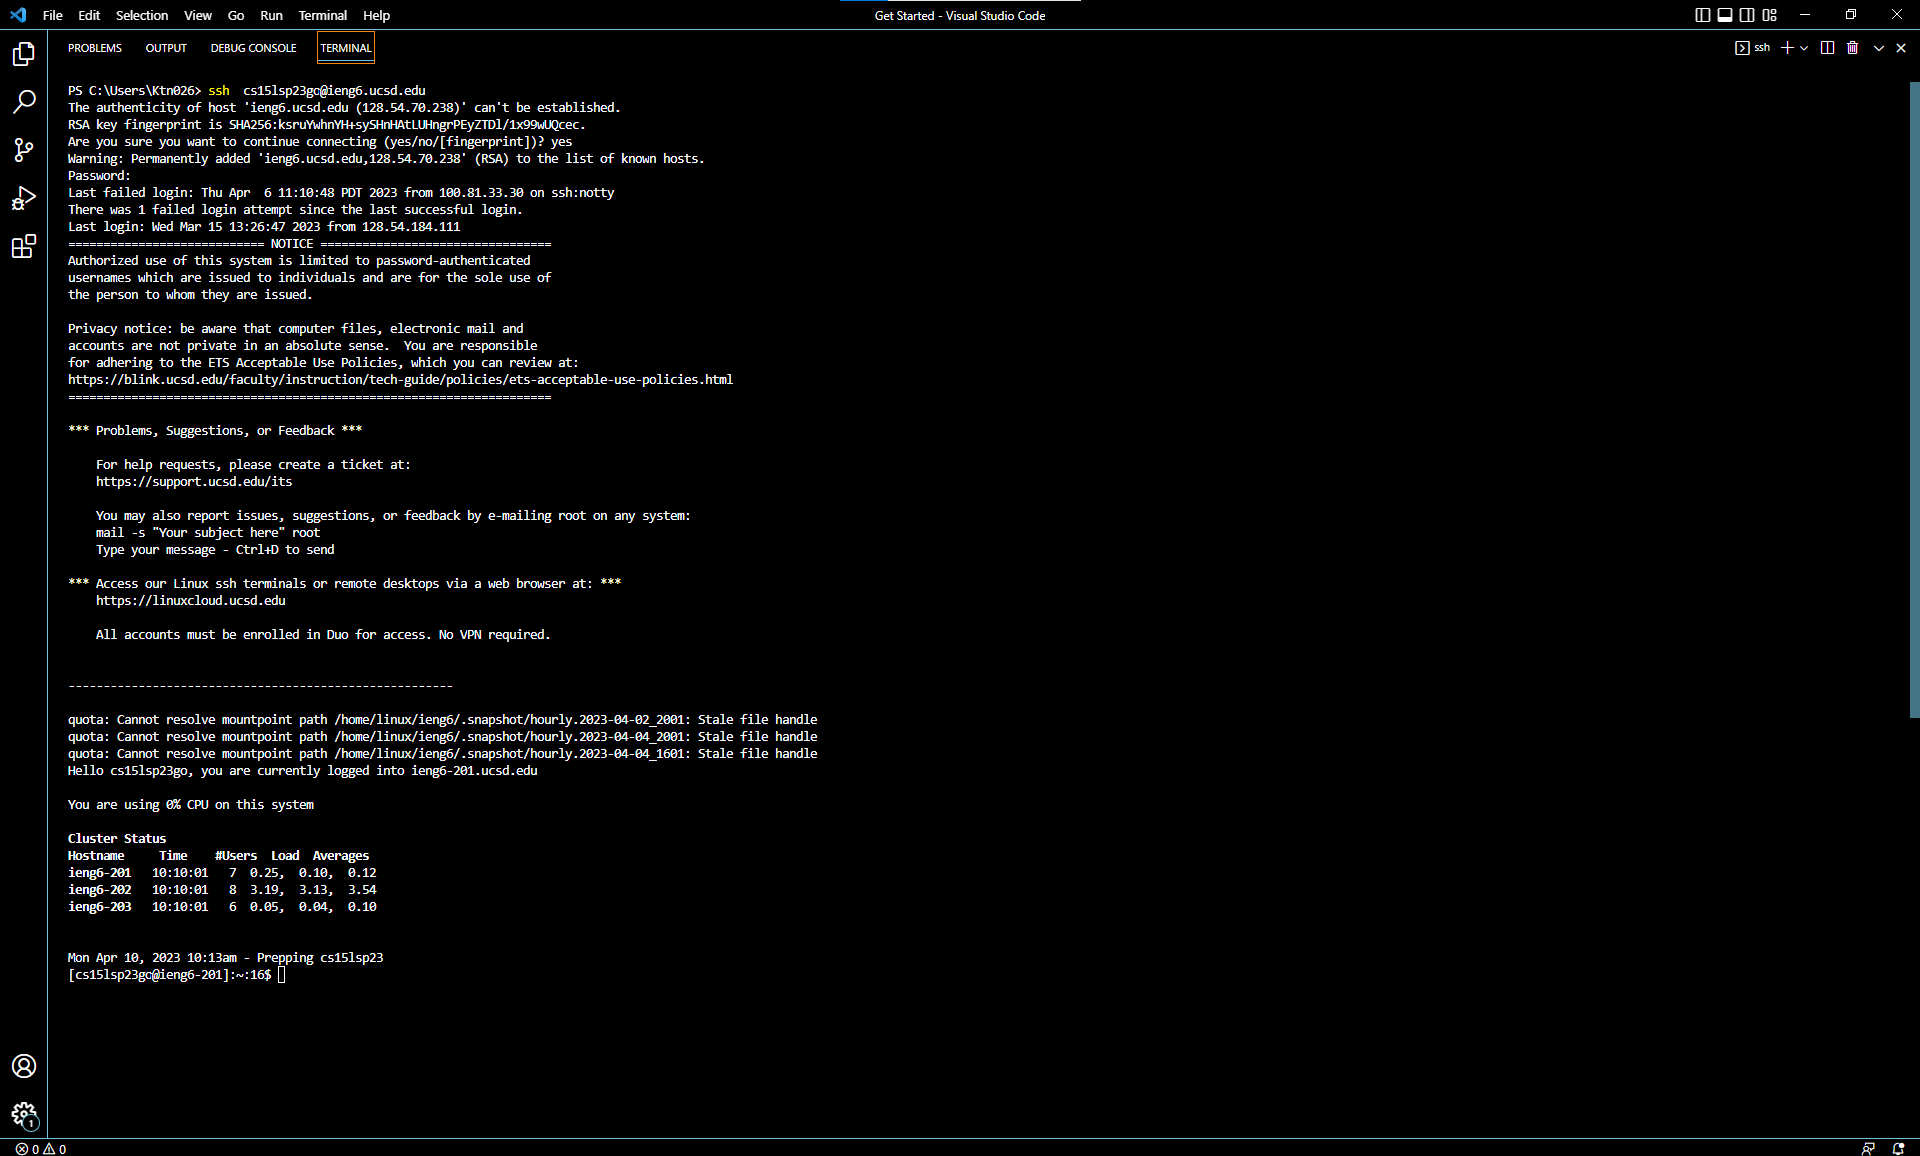 File Edit Selection View Go Run Terminal Help
Get Started - Visual Studio Code
PROBLEMS OUTPUT DEBUG CONSOLE TERMINAL
ssh
PS C:\Users\Ktn026> ssh  cs15lsp23go@ieng6.ucsd.edu
The authenticity of host 'ieng6.ucsd.edu (128.54.70.238)' can't be established.
RSA key fingerprint is SHA256:ksruYwhnYH+sySHnHAtLUHngrPEyZTDl/1x99wUQcec.
Are you sure you want to continue connecting (yes/no/[fingerprint])? yes
Warning: Permanently added 'ieng6.ucsd.edu,128.54.70.238' (RSA) to the list of known hosts.
Password:
Last failed login: Thu Apr  6 11:10:48 PDT 2023 from 100.81.33.30 on ssh:notty
There was 1 failed login attempt since the last successful login.
Last login: Wed Mar 15 13:26:47 2023 from 128.54.184.111
============================ NOTICE =================================
Authorized use of this system is limited to password-authenticated
usernames which are issued to individuals and are for the sole use of
the person to whom they are issued.
Privacy notice: be aware that computer files, electronic mail and
accounts are not private in an absolute sense.  You are responsible
for adhering to the ETS Acceptable Use Policies, which you can review at:
https://blink.ucsd.edu/faculty/instruction/tech-guide/policies/ets-acceptable-use-policies.html
=====================================================================
*** Problems, Suggestions, or Feedback ***
For help requests, please create a ticket at:
https://support.ucsd.edu/its
You may also report issues, suggestions, or feedback by e-mailing root on any system:
mail -s "Your subject here" root
Type your message - Ctrl+D to send
*** Access our Linux ssh terminals or remote desktops via a web browser at: ***
https://linuxcloud.ucsd.edu
All accounts must be enrolled in Duo for access. No VPN required.
-------------------------------------------------------
quota: Cannot resolve mountpoint path /home/linux/ieng6/.snapshot/hourly.2023-04-02_2001: Stale file handle
quota: Cannot resolve mountpoint path /home/linux/ieng6/.snapshot/hourly.2023-04-04_2001: Stale file handle
quota: Cannot resolve mountpoint path /home/linux/ieng6/.snapshot/hourly.2023-04-04_1601: Stale file handle
Hello cs15lsp23go, you are currently logged into ieng6-201.ucsd.edu
You are using 0% CPU on this system
Cluster Status
Hostname     Time    #Users  Load  Averages
ieng6-201   10:10:01   7  0.25,  0.10,  0.12
ieng6-202   10:10:01   8  3.19,  3.13,  3.54
ieng6-203   10:10:01   6  0.05,  0.04,  0.10
Mon Apr 10, 2023 10:13am - Prepping cs15lsp23
[cs15lsp23go@ieng6-201]:~:16$
1
0 0